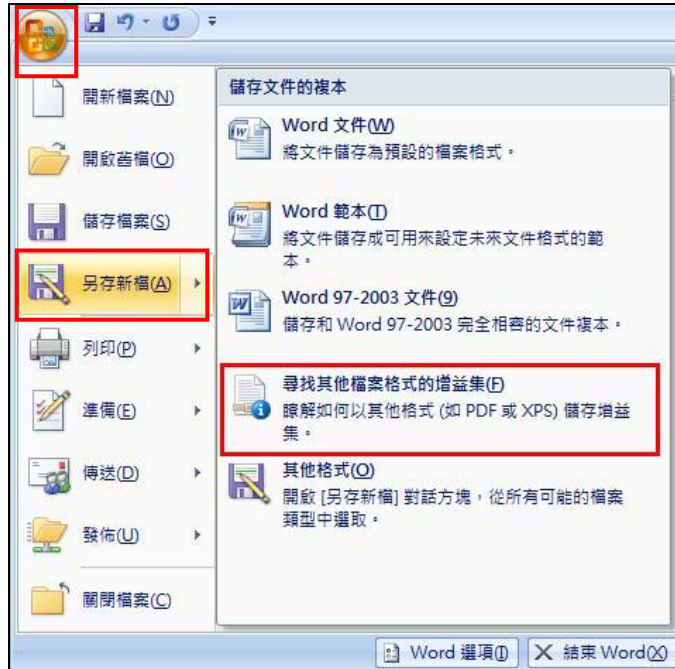 開新檔案(N)
開啟舊檔(O)
儲存檔案(S)
另存新檔(A)
列印(P)
準備(E)
傳送(D)
發佈(U)
關閉檔案(C)
儲存文件的複本
Word 文件(W)
將文件儲存為預設的檔案格式。
Word 範本(T)
將文件儲存成可用來設定未來文件格式的範
本。
Word 97-2003 文件(9)
儲存和 Word 97-2003 完全相容的文件複本。
尋找其他檔案格式的增益集(F)
瞭解如何以其他格式 (如 PDF 或 XPS) 儲存增益
集。
其他格式(O)
開啟 [另存新檔] 對話方塊，從所有可能的檔案
類型中選取。
Word 選項(I)
結束 Word(X)